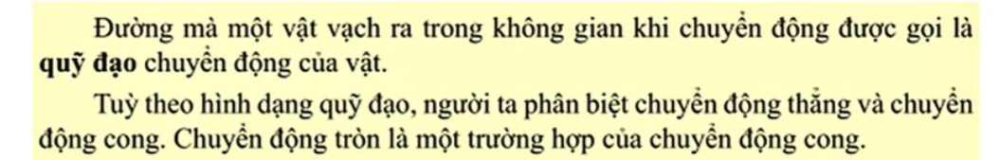 Đường mà một vật vạch ra trong không gian khi chuyển động được gọi là
quỹ đạo chuyển động của vật.
Tuỳ theo hình dạng quỹ đạo, người ta phân biệt chuyển động thẳng và chuyển
động cong. Chuyển động tròn là một trường hợp của chuyển động cong.